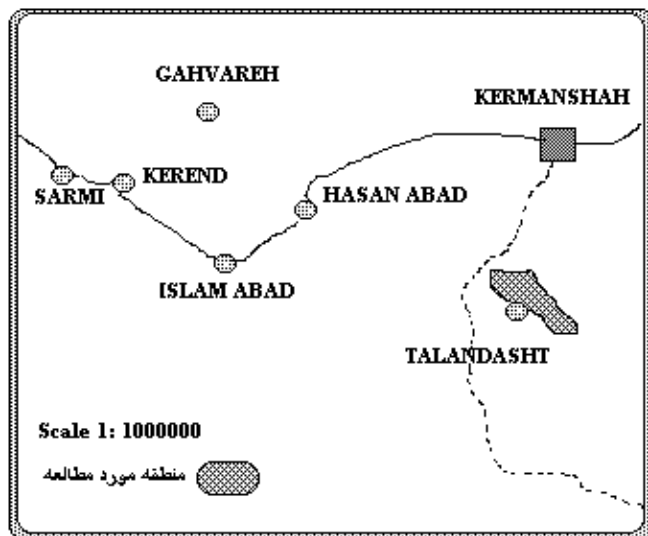 GAHVAREH
KERMANSHAH
KEREND
SARMI
HASAN ABAD
ISLAM ABAD
TALANDASHT
Scale 1: 1000000
منطقه مورد مطالعه